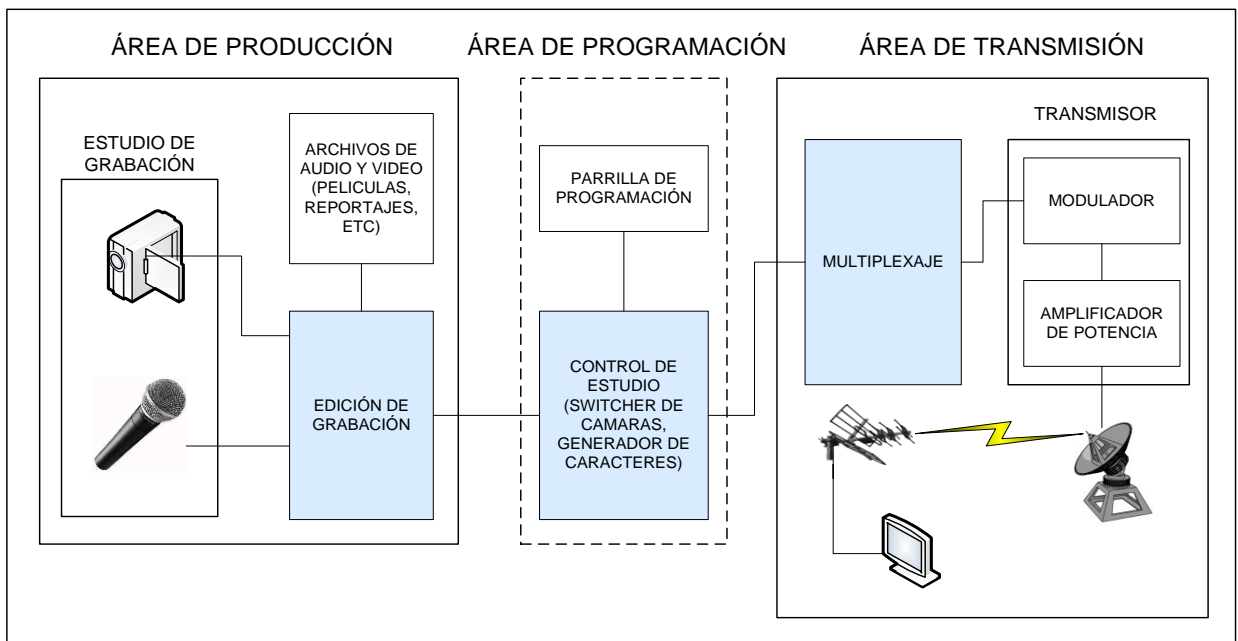 ÁREA DE PRODUCCIÓN
ÁREA DE PROGRAMACIÓN
ÁREA DE TRANSMISIÓN
ESTUDIO DE
GRABACIÓN
ARCHIVOS DE
AUDIO Y VIDEO
(PELICULAS,
REPORTAJES,
ETC)
EDICIÓN DE
GRABACIÓN
PARRILLA DE
PROGRAMACIÓN
CONTROL DE
ESTUDIO
(SWITCHER DE
CAMARAS,
GENERADOR DE
CARACTERES)
MULTIPLEXAJE
TRANSMISOR
MODULADOR
AMPLIFICADOR
DE POTENCIA